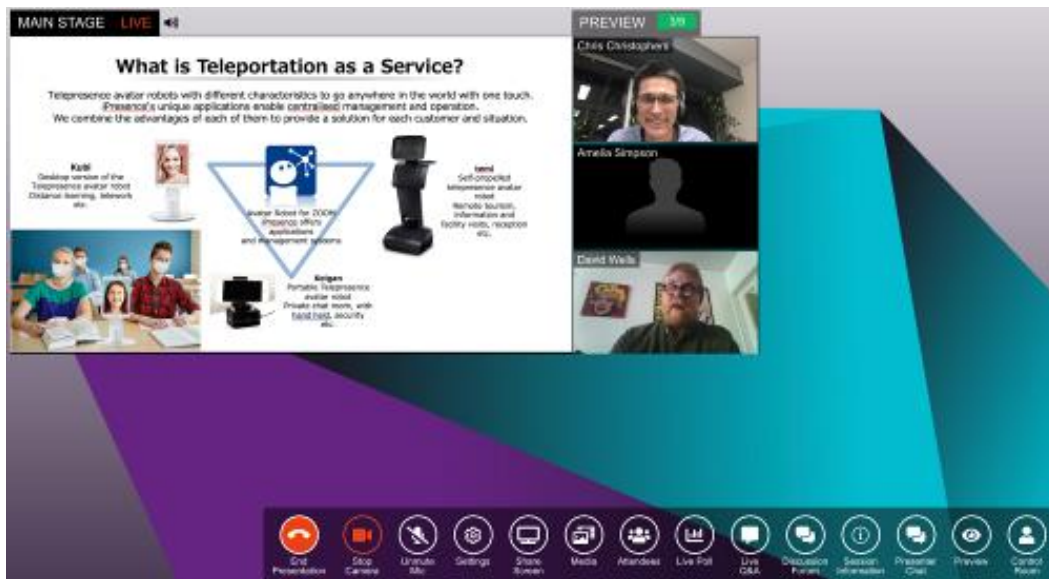 MAIN STAGE LIVE
PREVIEW 3/6
What is Teleportation as a Service?
Telepresence avatar robots with different characteristics to go anywhere in the world with one touch.
iPresence's unique applications enable centralised management and operation.
We combine the advantages of each of them to provide a solution for each customer and situation.
Kubi
Desktop version of the
Telepresence avatar robot
Distance learning, telework
etc.
Avatar Robot for ZOOM
iPresence offers
applications
and management systems
temi
Self-propelled
telepresence avatar
robot
Remote tourism,
information and
facility visits, reception
etc.
Keigan
Portable Telepresence
avatar robot
Private chat room, with
hand held, security
etc.
Chris Christophers
Amelia Simpson
David Wells
End
Presentation
Stop
Camera
Unmute
Mic
Settings
Share
Screen
Media
Attendees
Live Poll
Live
Q&A
Discussion
Forum
Session
Information
Presenter
Chat
Preview
Control
Room